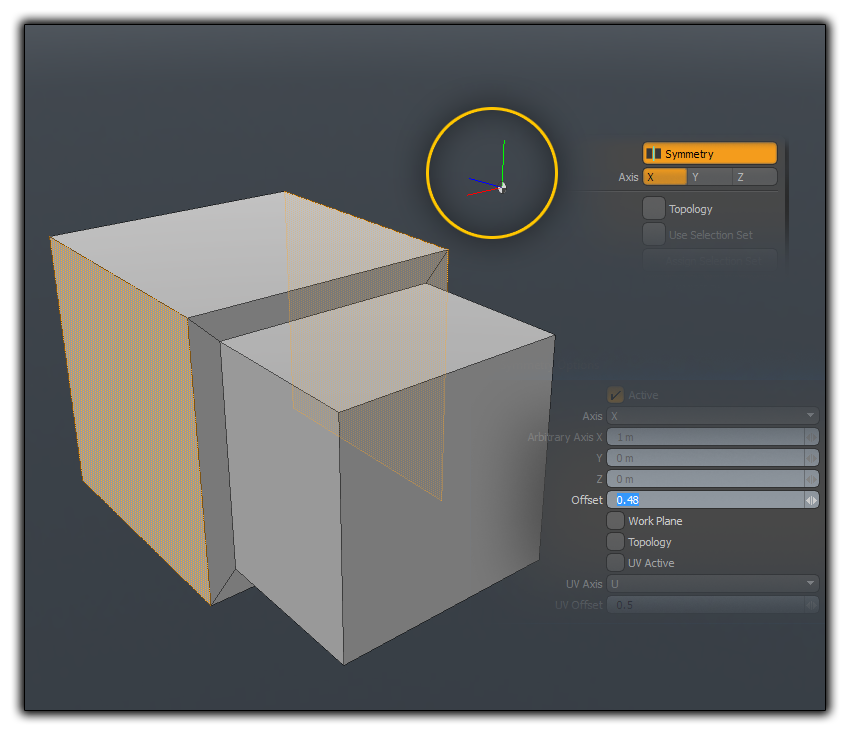 Symmetry
Axis X Y Z
Topology
Use Selection Set
Active
Axis X
Arbitrary Axis X 1 m
Y 0 m
Z 0 m
Offset 0.48
Work Plane
Topology
UV Active
UV Axis U
UV Offset 0.5